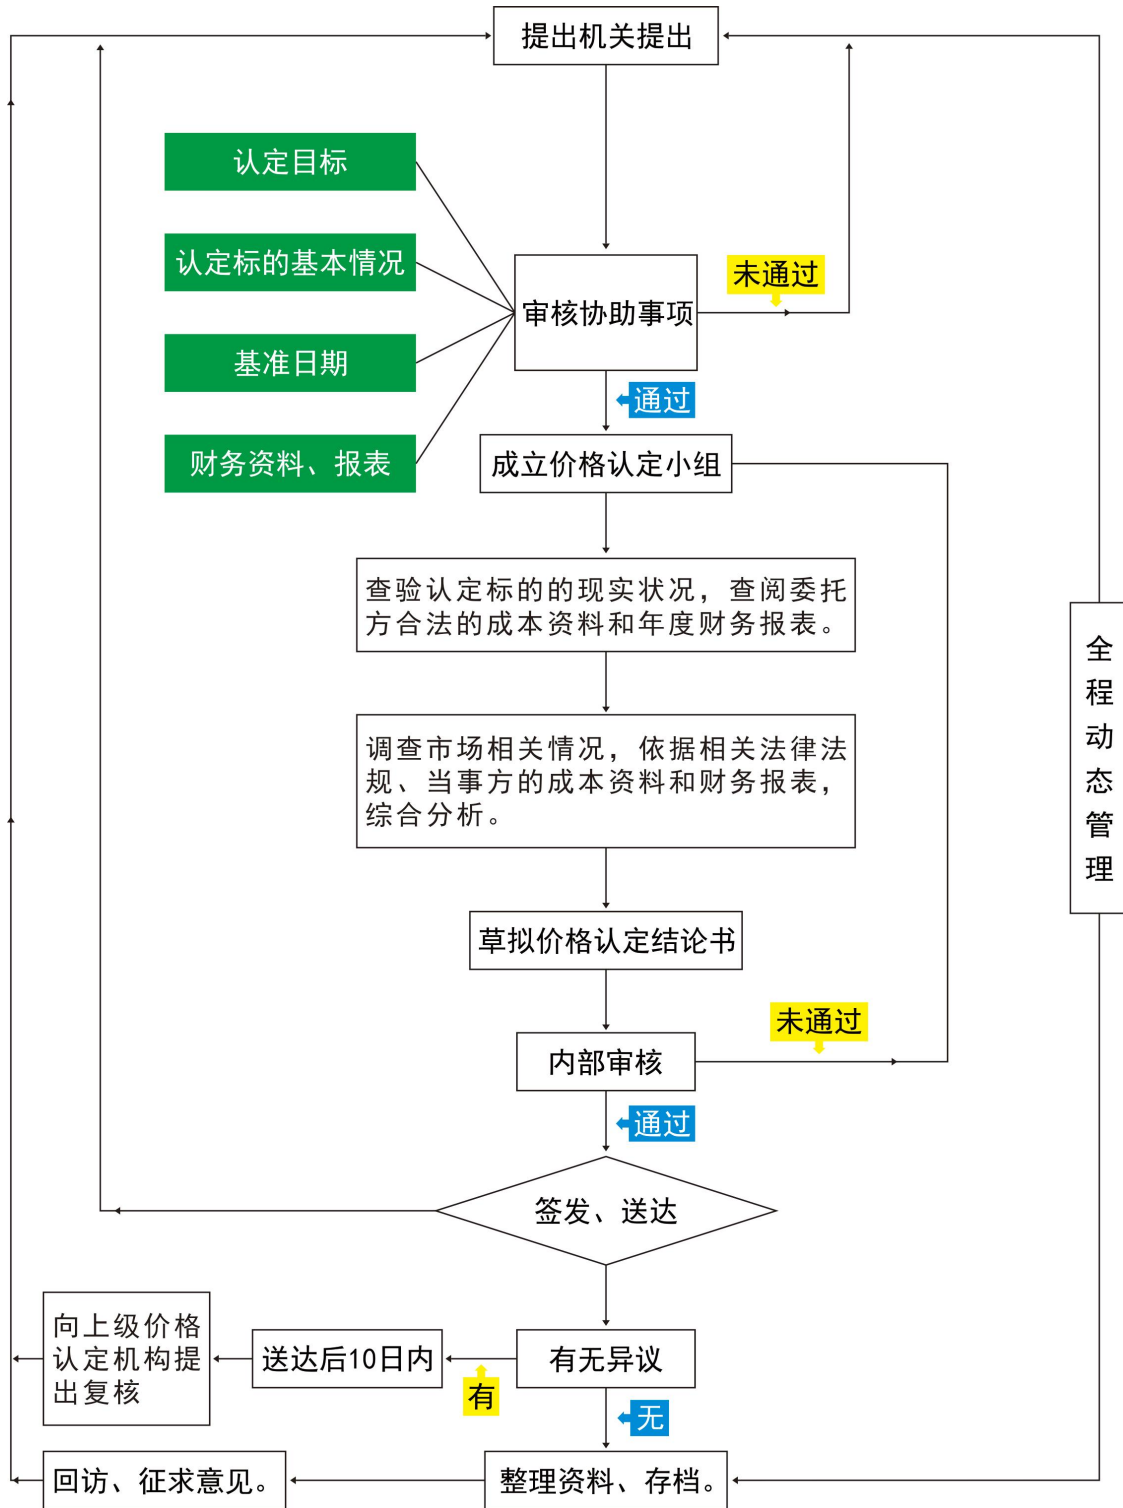 提出机关提出
认定目标
认定标的基本情况
基准日期
财务资料、报表
审核协助事项
未通过
通过
成立价格认定小组
查验认定标的的现实状况，查阅委托
方合法的成本资料和年度财务报表。
调查市场相关情况，依据相关法律法
规、当事方的成本资料和财务报表，
综合分析。
草拟价格认定结论书
内部审核
未通过
通过
签发、送达
有无异议
有
送达后10日内
向上级价格
认定机构提
出复核
无
整理资料、存档。
回访、征求意见。
全
程
动
态
管
理